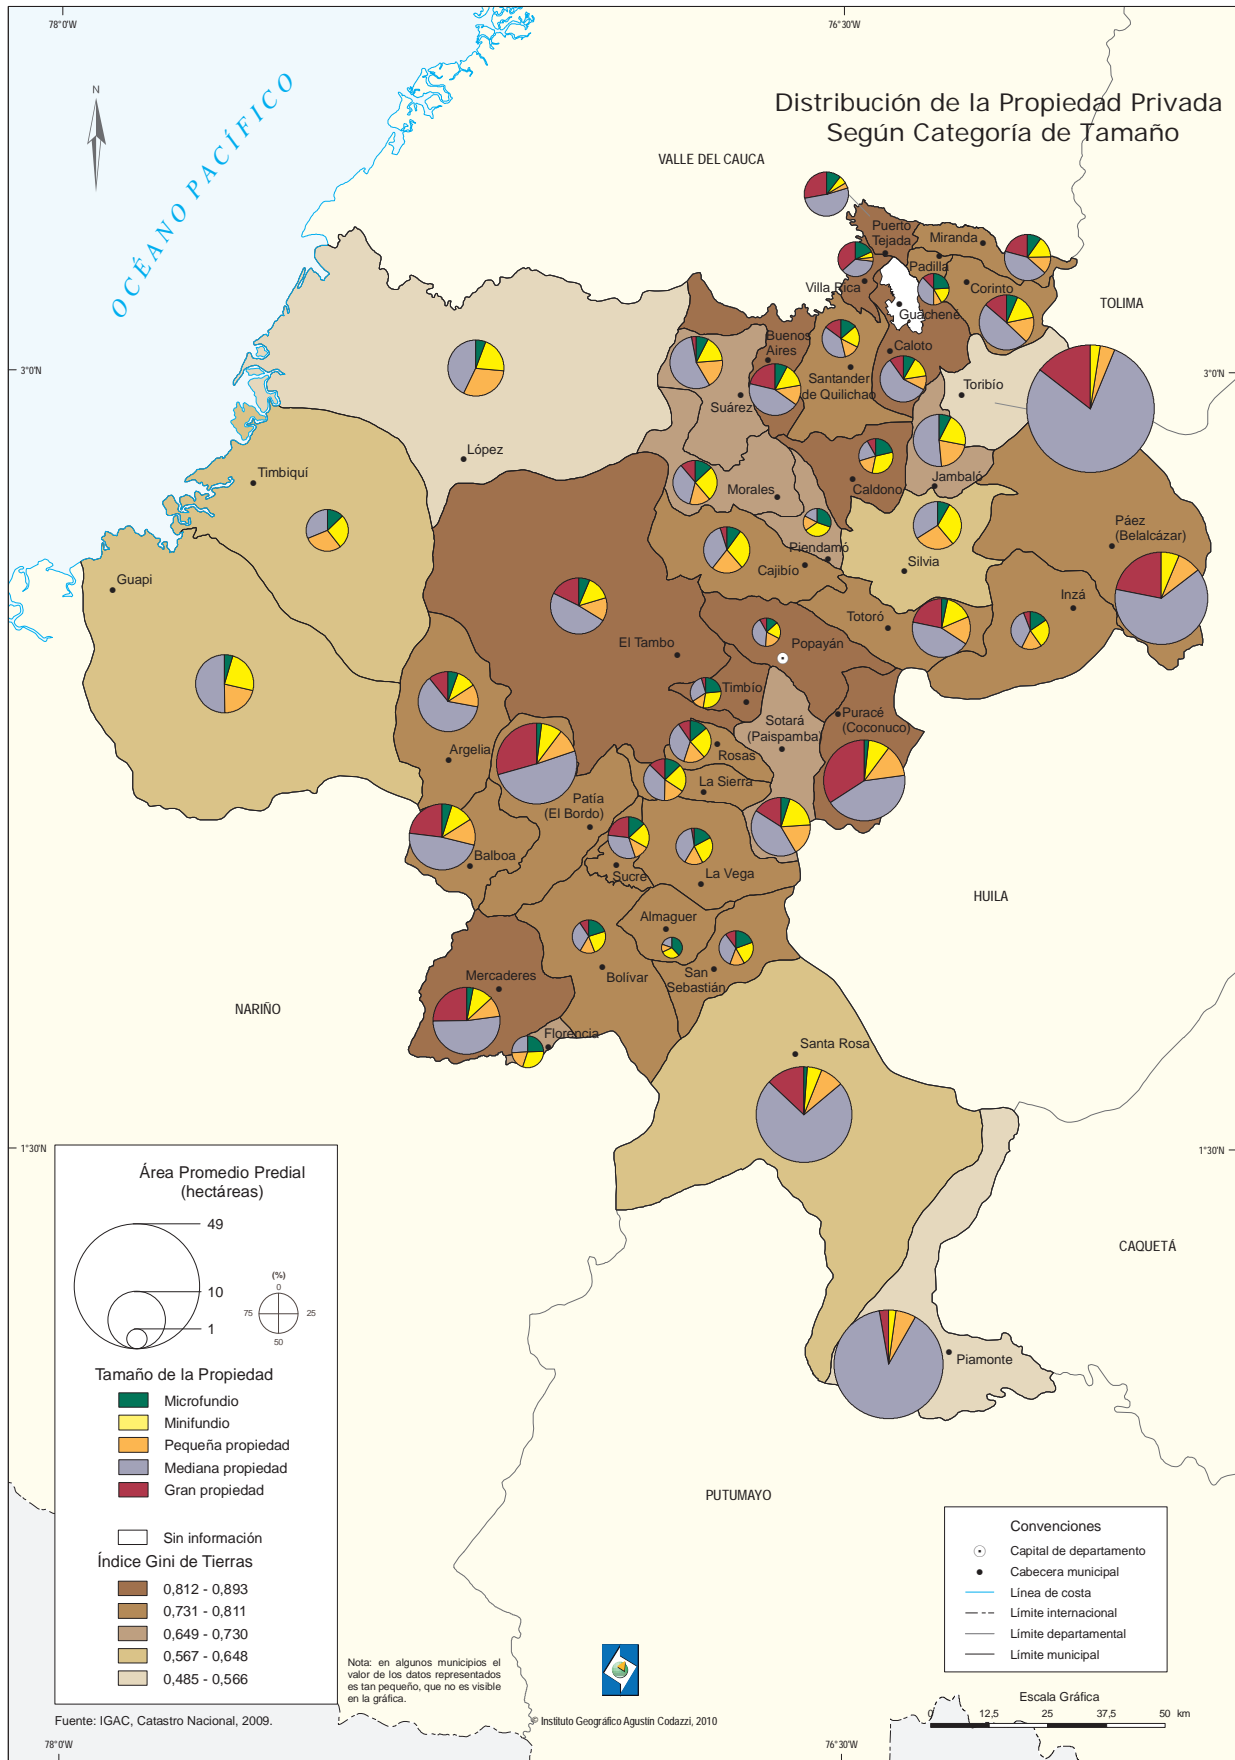 78°0'W
76°30'W
N
OCÉANO PACÍFICO
Distribución de la Propiedad Privada
Según Categoría de Tamaño
VALLE DEL CAUCA
Puerto
Tejada
Miranda
Padilla
Villa Rica
Corinto
Guachené
TOLIMA
Buenos
Aires
Caloto
3°0'N
3°0'N
Santander
de Quilichao
Toribío
Suárez
López
Timbiquí
Morales
Caldono
Jambaló
Páez
(Belalcázar)
Piendamó
Cajibío
Silvia
Guapi
Inzá
Totoró
El Tambo
Popayán
Timbío
Sotará
(Paispamba)
Puracé
(Coconuco)
Argelia
Rosas
La Sierra
Patía
(El Bordo)
Balboa
Sucre
La Vega
HUILA
Almaguer
Mercaderes
Bolívar
San
Sebastián
NARIÑO
Florencia
Santa Rosa
1°30'N
1°30'N
CAQUETÁ
Piamonte
PUTUMAYO
Área Promedio Predial
(hectáreas)
49
10
1
(%)
0
75
25
50
Tamaño de la Propiedad
Microfundio
Minifundio
Pequeña propiedad
Mediana propiedad
Gran propiedad
Sin información
Índice Gini de Tierras
0,812 - 0,893
0,731 - 0,811
0,649 - 0,730
0,567 - 0,648
0,485 - 0,566
Fuente: IGAC, Catastro Nacional, 2009.
Nota: en algunos municipios el
valor de los datos representados
es tan pequeño, que no es visible
en la gráfica.
© Instituto Geográfico Agustín Codazzi, 2010
Convenciones
Capital de departamento
Cabecera municipal
Línea de costa
Límite internacional
Límite departamental
Límite municipal
Escala Gráfica
0 12,5 25 37,5 50 km
78°0'W
76°30'W